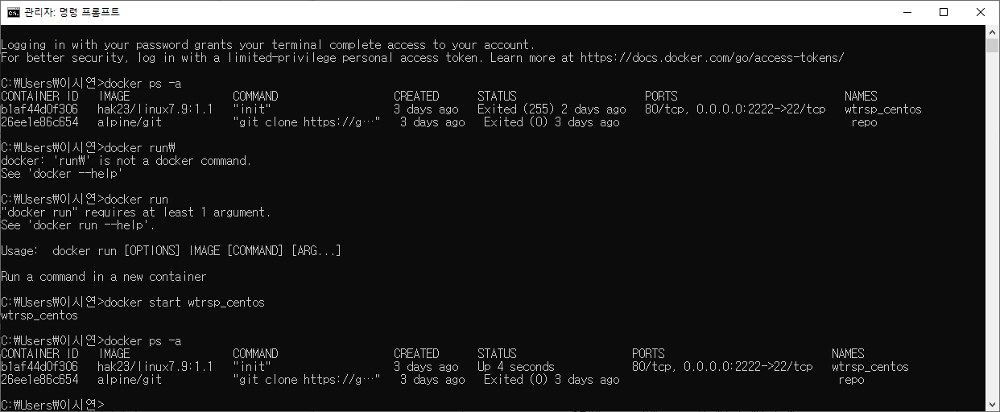 관리자: 명령 프롬프트
Logging in with your password grants your terminal complete access to your account.
For better security, log in with a limited-privilege personal access token. Learn more at https://docs.docker.com/go/access-tokens/
C:₩Users₩이시연>docker ps -a
CONTAINER ID   IMAGE                COMMAND                  CREATED      STATUS                    PORTS                            NAMES
b1af44d0f306   hak23/linux7.9:1.1   "init"                   3 days ago   Exited (255) 2 days ago   80/tcp, 0.0.0.0:2222->22/tcp   wtrsp_centos
26ee1e86c654   alpine/git           "git clone https://g…"   3 days ago   Exited (0) 3 days ago                                      repo
C:₩Users₩이시연>docker run₩
docker: 'run₩' is not a docker command.
See 'docker --help'
C:₩Users₩이시연>docker run
"docker run" requires at least 1 argument.
See 'docker run --help'.
Usage:  docker run [OPTIONS] IMAGE [COMMAND] [ARG...]
Run a command in a new container
C:₩Users₩이시연>docker start wtrsp_centos
wtrsp_centos
C:₩Users₩이시연>docker ps -a
CONTAINER ID   IMAGE                COMMAND                  CREATED      STATUS                  PORTS                            NAMES
b1af44d0f306   hak23/linux7.9:1.1   "init"                   3 days ago   Up 4 seconds            80/tcp, 0.0.0.0:2222->22/tcp   wtrsp_centos
26ee1e86c654   alpine/git           "git clone https://g…"   3 days ago   Exited (0) 3 days ago                                    repo
C:₩Users₩이시연>